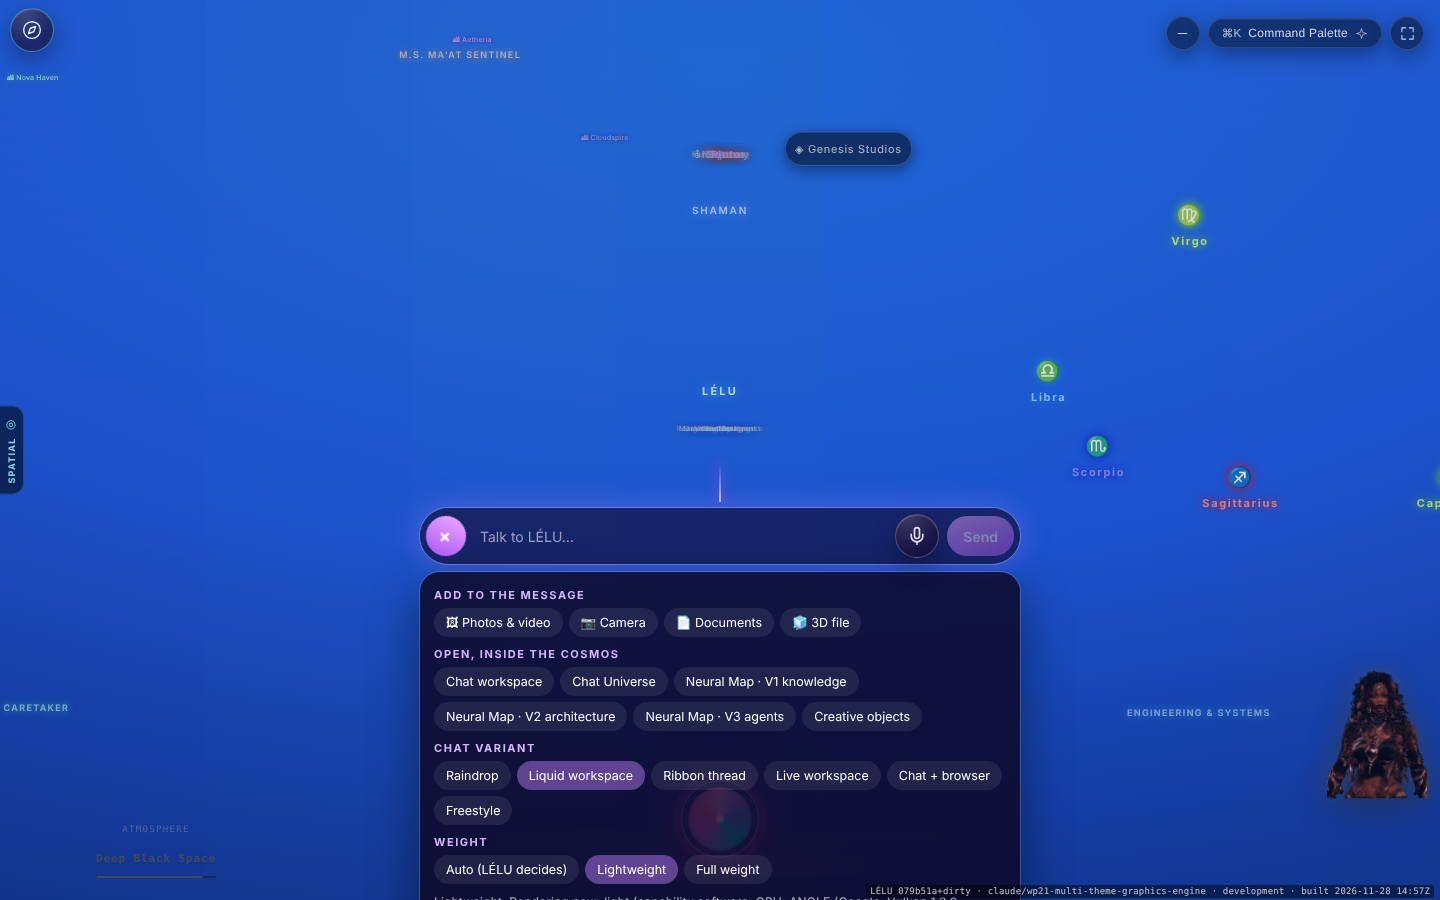 ⌘K Command Palette
Aetheria
M.S. MA'AT SENTINEL
Nova Haven
Cloudspire
◈ Genesis Studios
SHAMAN
Virgo
Libra
LÉLU
SPATIAL
Scorpio
Sagittarius
Cap
Talk to LÉLU...
Send
ADD TO THE MESSAGE
Photos & video
Camera
Documents
3D file
OPEN, INSIDE THE COSMOS
Chat workspace
Chat Universe
Neural Map · V1 knowledge
Neural Map · V2 architecture
Neural Map · V3 agents
Creative objects
CARETAKER
ENGINEERING & SYSTEMS
CHAT VARIANT
Raindrop
Liquid workspace
Ribbon thread
Live workspace
Chat + browser
Freestyle
ATMOSPHERE
Deep Black Space
WEIGHT
Auto (LÉLU decides)
Lightweight
Full weight
LÉLU 079b51a+dirty · claude/wp21-multi-theme-graphics-engine · development · built 2026-11-28 14:57Z